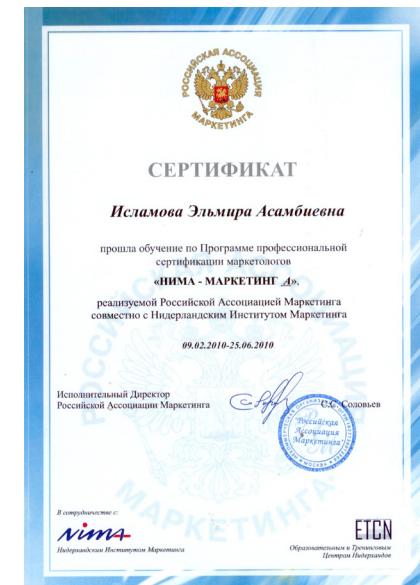 РОССИЙСКАЯ АССОЦИАЦИЯ
МАРКЕТИНГА
СЕРТИФИКАТ
Исламова Эльмира Асамбиевна
прошла обучение по Программе профессиональной
сертификации маркетологов
«НИМА - МАРКЕТИНГ А»,
реализуемой Российской Ассоциацией Маркетинга
совместно с Нидерландским Институтом Маркетинга
09.02.2010-25.06.2010
Исполнительный Директор
Российской Ассоциации Маркетинга
С.С. Соловьев
"Российская
Ассоциация
Маркетинга"
В сотрудничестве с:
Nima
Нидерландским Институтом Маркетинга
ETCN
Образовательным и Тренинговым
Центром Нидерландов